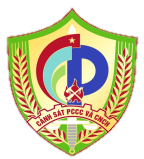 CẢNH SÁT PCCC VÀ CNCH